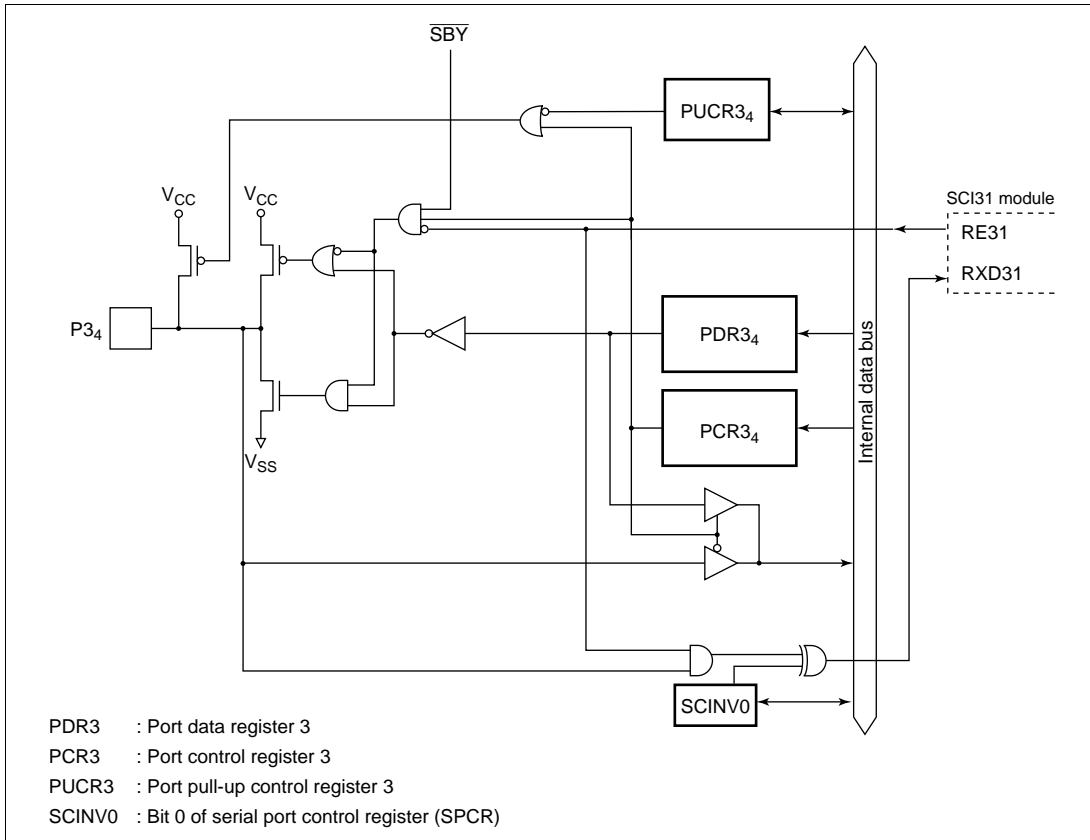 SBY
PUCR3₄
V_CC
V_CC
SCI31 module
RE31
RXD31
P3₄
PDR3₄
PCR3₄
Internal data bus
V_SS
SCINV0
PDR3 : Port data register 3
PCR3 : Port control register 3
PUCR3 : Port pull-up control register 3
SCINV0 : Bit 0 of serial port control register (SPCR)